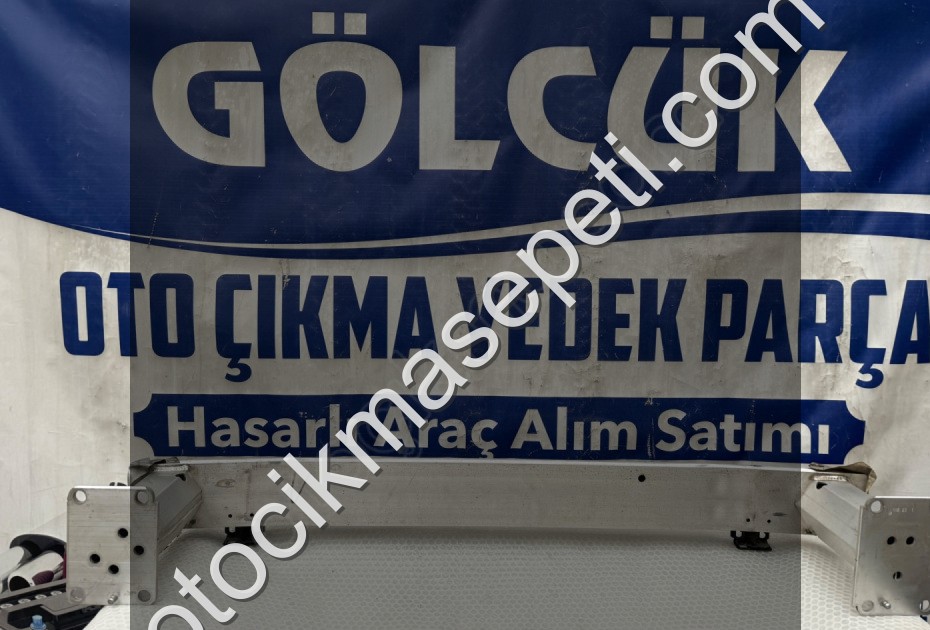 GÖLCÜK
OTO ÇIKMA YEDEK PARÇA
Hasarlı Araç Alım Satımı
otocikmasepeti.com